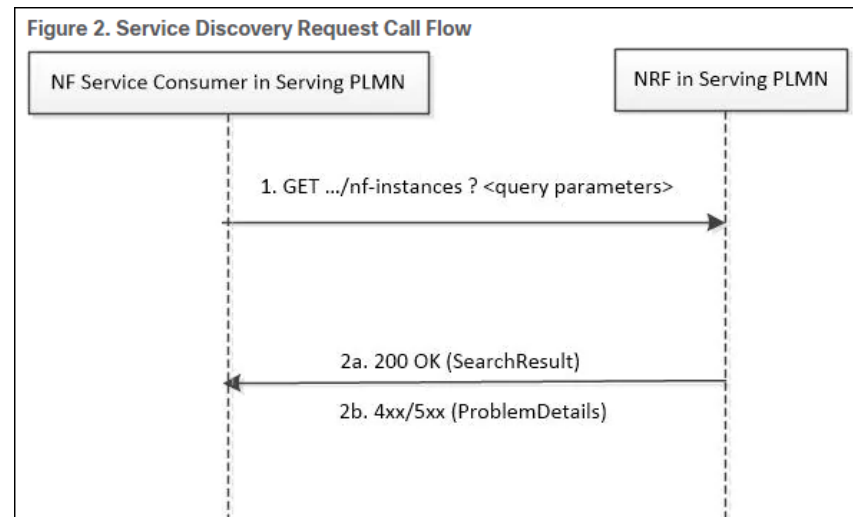 Figure 2. Service Discovery Request Call Flow
NF Service Consumer in Serving PLMN
NRF in Serving PLMN
1. GET .../nf-instances ? <query parameters>
2a. 200 OK (SearchResult)
2b. 4xx/5xx (ProblemDetails)